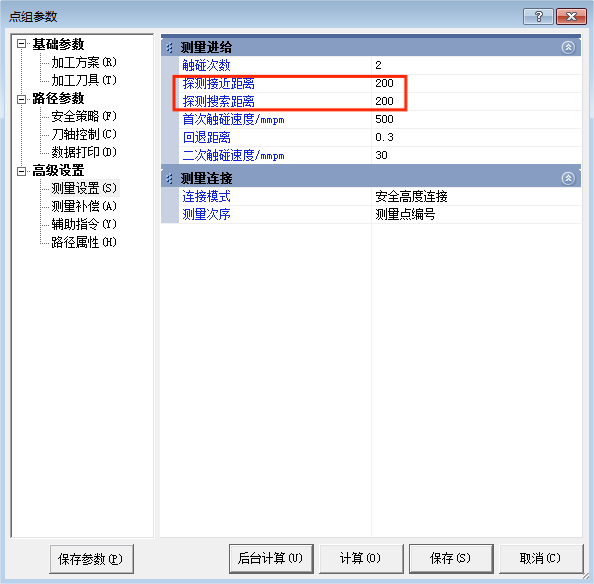 点组参数
基础参数
加工方案(R)
加工刀具(T)
路径参数
安全策略(F)
刀轴控制(C)
数据打印(D)
高级设置
测量设置(S)
测量补偿(A)
辅助指令(Y)
路径属性(H)
测量进给
触碰次数 2
探测接近距离 200
探测搜索距离 200
首次触碰速度/mmpm 500
回退距离 0.3
二次触碰速度/mmpm 30
测量连接
连接模式 安全高度连接
测量次序 测量点编号
保存参数(P) 后台计算(U) 计算(O) 保存(S) 取消(C)